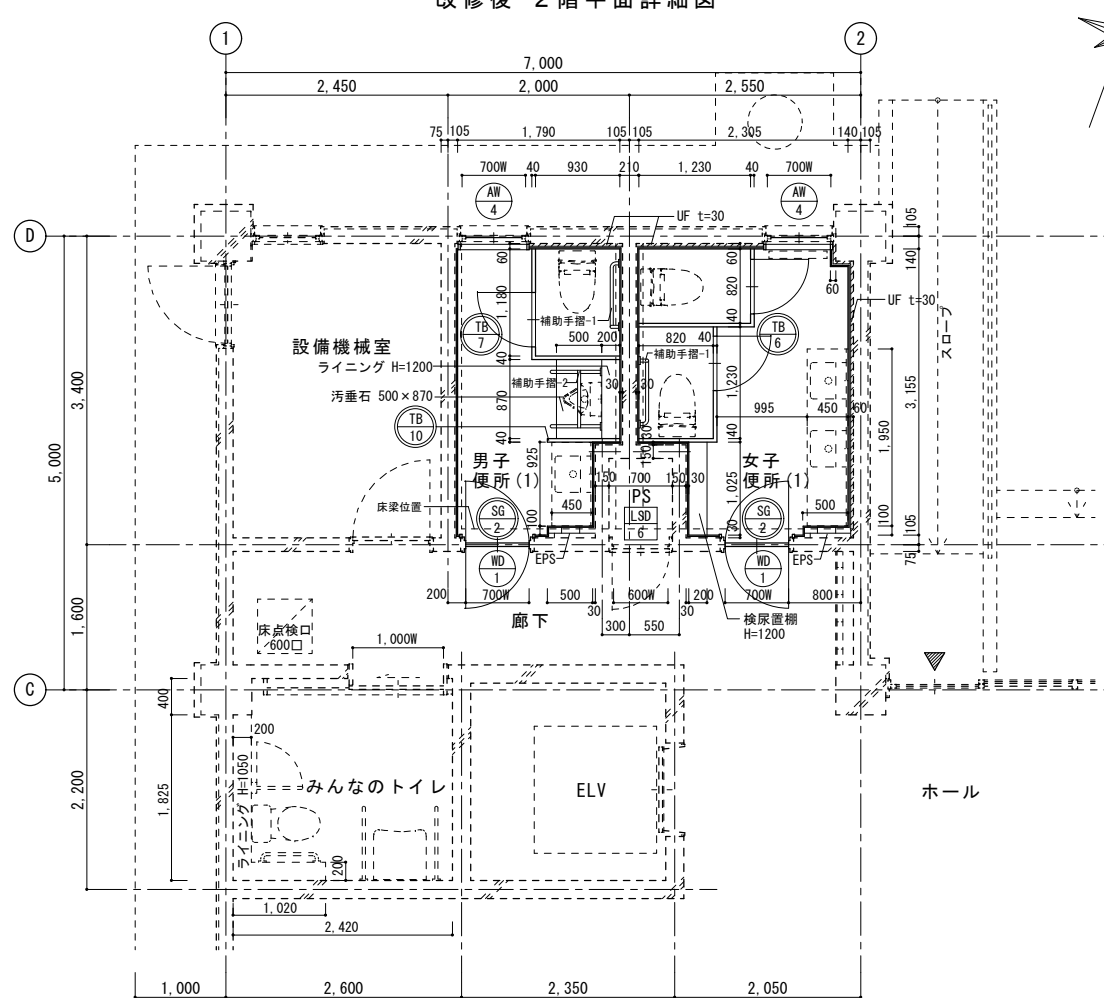 改修後 2階平面詳細図
1
2
7,000
2,450
2,000
2,550
75
105
1,790
105
105
2,305
140
105
700W
40
930
210
1,230
40
700W
AW
4
AW
4
D
UF t=30
105
140
60
60
60
1,180
820
UF t=30
設備機械室
補助手摺-1
TB
7
TB
6
500
200
40
820
40
補助手摺-1
ライニング H=1200
40
スロープ
補助手摺-2
30
30
汚垂石 500×870
870
1,230
995
450
60
3,155
1,950
TB
10
40
40
3,400
5,000
男子
便所(1)
女子
便所(1)
925
30
150
150
700
150
30
PS
1,025
床梁位置
SG
2
450
LSD
6
SG
2
500
100
30
100
105
75
EPS
EPS
WD
1
WD
1
200
700W
500
30
600W
30
200
700W
800
300
550
検尿置棚
H=1200
廊下
1,600
床点検口
600□
1,000W
C
400
200
1,825
2,200
ライニング H=1050
みんなのトイレ
ELV
ホール
200
1,020
2,420
1,000
2,600
2,350
2,050